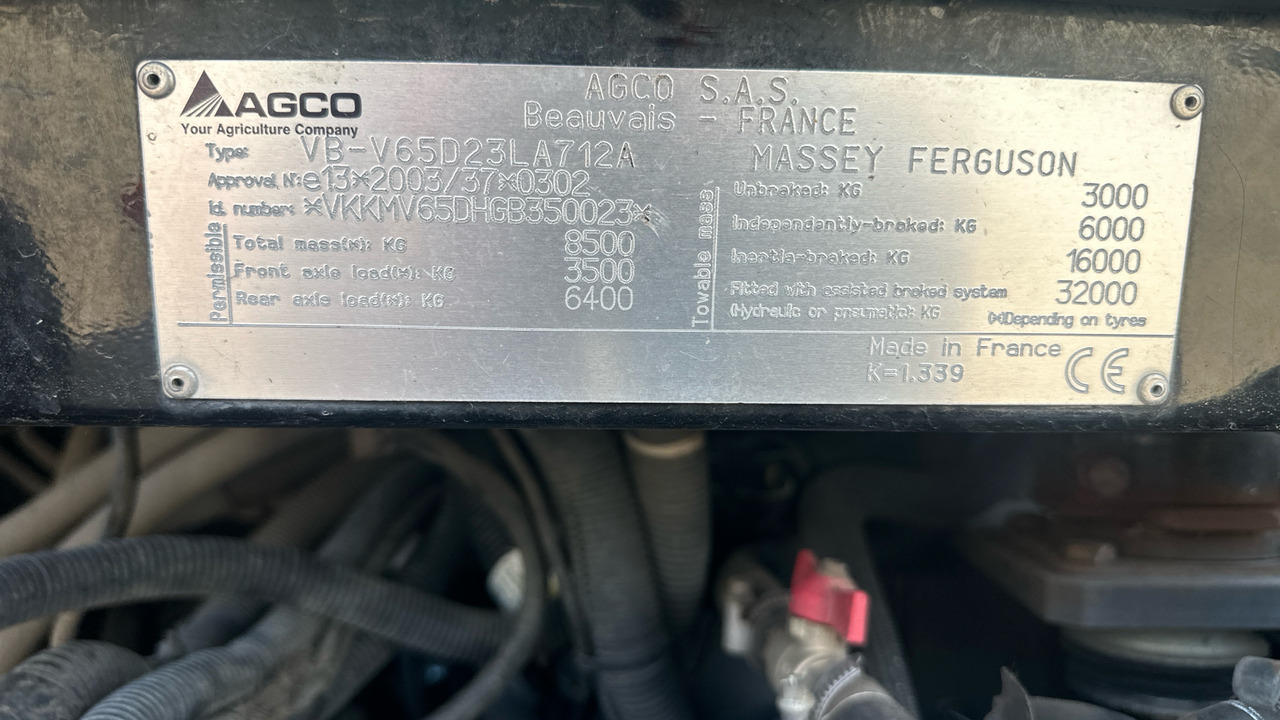 AGCO
Your Agriculture Company
AGCO S.A.S.
Beauvais - FRANCE
Type: VB-V65D23LA712A
MASSEY FERGUSON
Approval N°: e13*2003/37*0302
Id. number: *VKKMV65DHGB350023*
Permissible
Total mass(*): KG 8500
Front axle load(*): KG 3500
Rear axle load(*): KG 6400
Towable mass
Unbraked: KG 3000
Independently-braked: KG 6000
Inertia-braked: KG 16000
Fitted with assisted braked system 32000
(Hydraulic or pneumatic): KG
(*)Depending on tyres
Made in France
K=1.339
CE